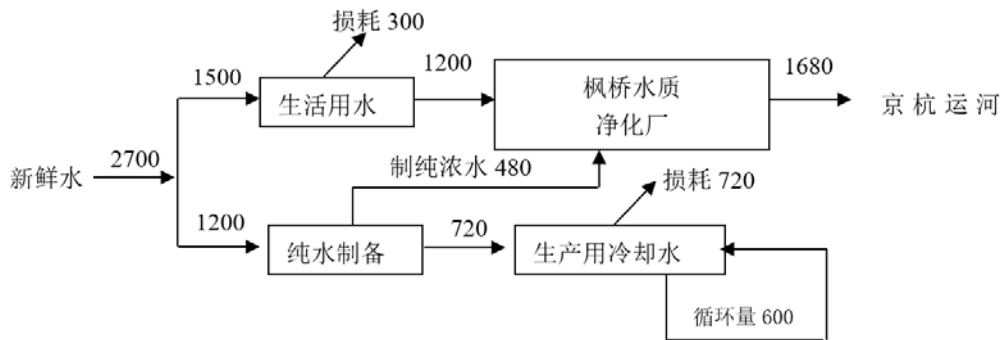 损耗 300
1500
1200
1680
生活用水
枫桥水质
净化厂
京杭运河
新鲜水
2700
制纯浓水 480
损耗 720
1200
720
纯水制备
生产用冷却水
循环量 600